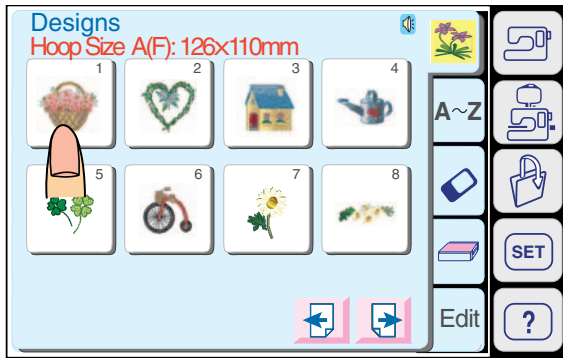 Designs
Hoop Size A(F): 126x110mm
1 2 3 4
A~Z
5 6 7 8
SET
Edit ?